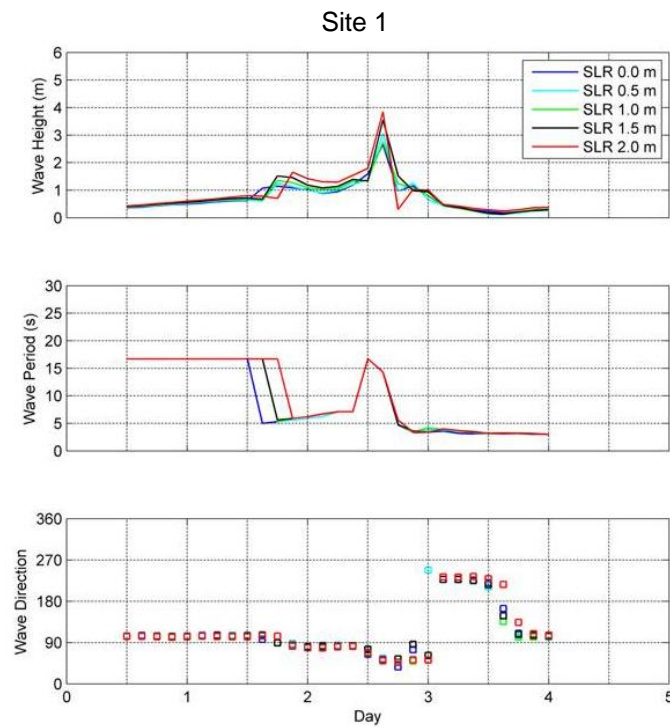 Site 1
6
5
4
3
2
1
0
Wave Height (m)
SLR 0.0 m
SLR 0.5 m
SLR 1.0 m
SLR 1.5 m
SLR 2.0 m
30
25
20
15
10
5
0
Wave Period (s)
360
270
180
90
0
Wave Direction
0 1 2 3 4 5
Day